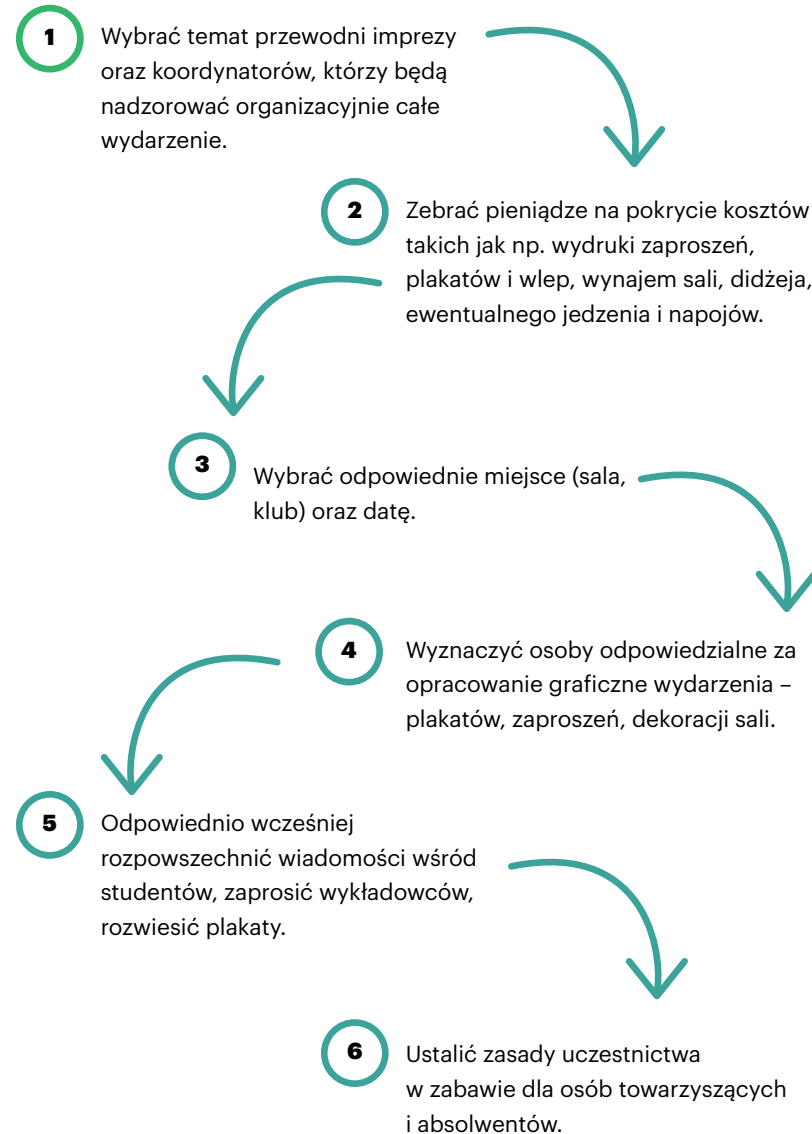 1
Wybrać temat przewodni imprezy
oraz koordynatorów, którzy będą
nadzorować organizacyjnie całe
wydarzenie.
2
Zebrać pieniądze na pokrycie kosztów
takich jak np. wydruki zaproszeń,
plakatów i wlep, wynajem sali, didżeja,
ewentualnego jedzenia i napojów.
3
Wybrać odpowiednie miejsce (sala,
klub) oraz datę.
4
Wyznaczyć osoby odpowiedzialne za
opracowanie graficzne wydarzenia –
plakatów, zaproszeń, dekoracji sali.
5
Odpowiednio wcześniej
rozpowszechnić wiadomości wśród
studentów, zaprosić wykładowców,
rozwiesić plakaty.
6
Ustalić zasady uczestnictwa
w zabawie dla osób towarzyszących
i absolwentów.